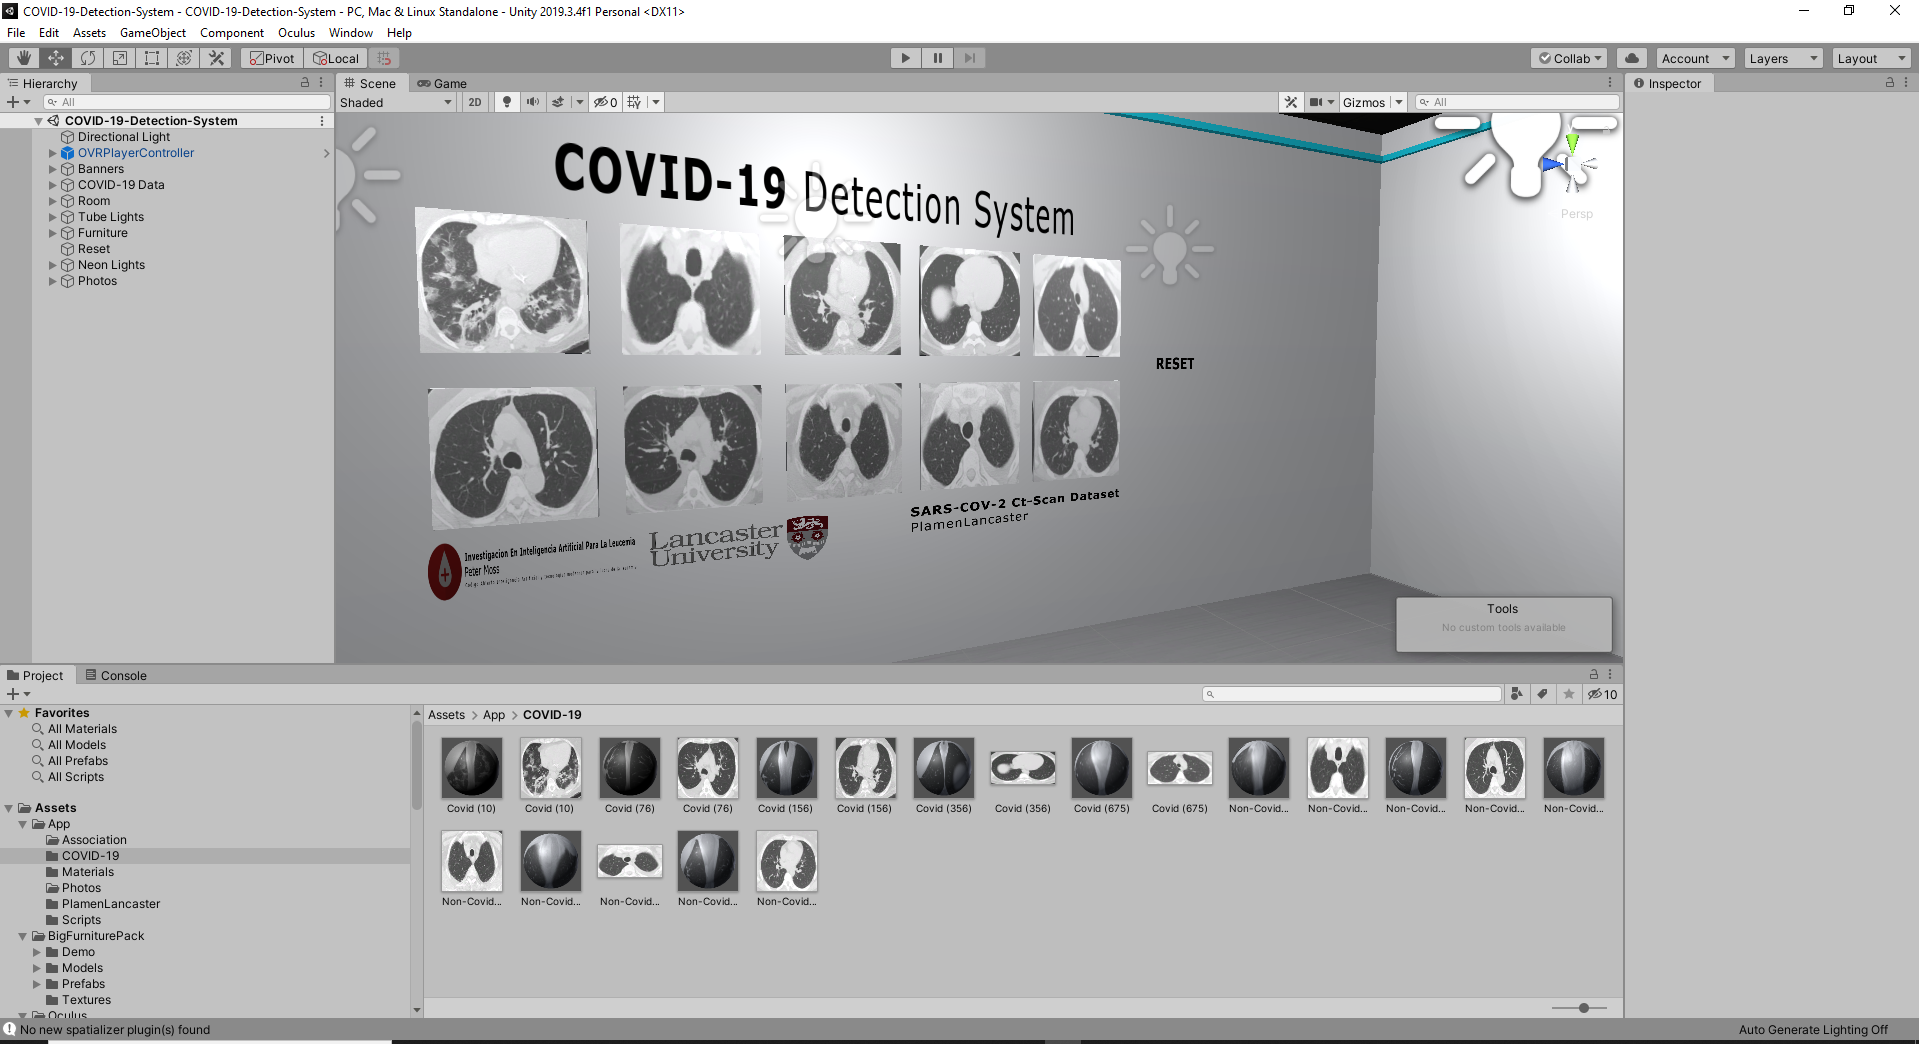 COVID-19-Detection-System - COVID-19-Detection-System - PC, Mac & Linux Standalone - Unity 2019.3.4f1 Personal <DX11>
File Edit Assets GameObject Component Oculus Window Help
Pivot Local Collab Account Layers Layout
Hierarchy
All
COVID-19-Detection-System
Directional Light
OVRPlayerController
Banners
COVID-19 Data
Room
Tube Lights
Furniture
Reset
Neon Lights
Photos
Scene Game
Shaded 2D 0 Gizmos All
COVID-19 Detection System
Persp
RESET
SARS-COV-2 Ct-Scan Dataset
PlamenLancaster
Lancaster
University
Investigacion En Inteligencia Artificial Para La Leucemia
Peter Moss
Tools
No custom tools available
Inspector
Project Console
10
Favorites
All Materials
All Models
All Prefabs
All Scripts
Assets
App
Association
COVID-19
Materials
Photos
PlamenLancaster
Scripts
BigFurniturePack
Demo
Models
Prefabs
Textures
Oculus
Assets > App > COVID-19
Covid (10) Covid (10) Covid (76) Covid (76) Covid (156) Covid (156) Covid (356) Covid (356) Covid (675) Covid (675) Non-Covid... Non-Covid... Non-Covid... Non-Covid... Non-Covid...
Non-Covid... Non-Covid... Non-Covid... Non-Covid... Non-Covid...
No new spatializer plugin(s) found
Auto Generate Lighting Off